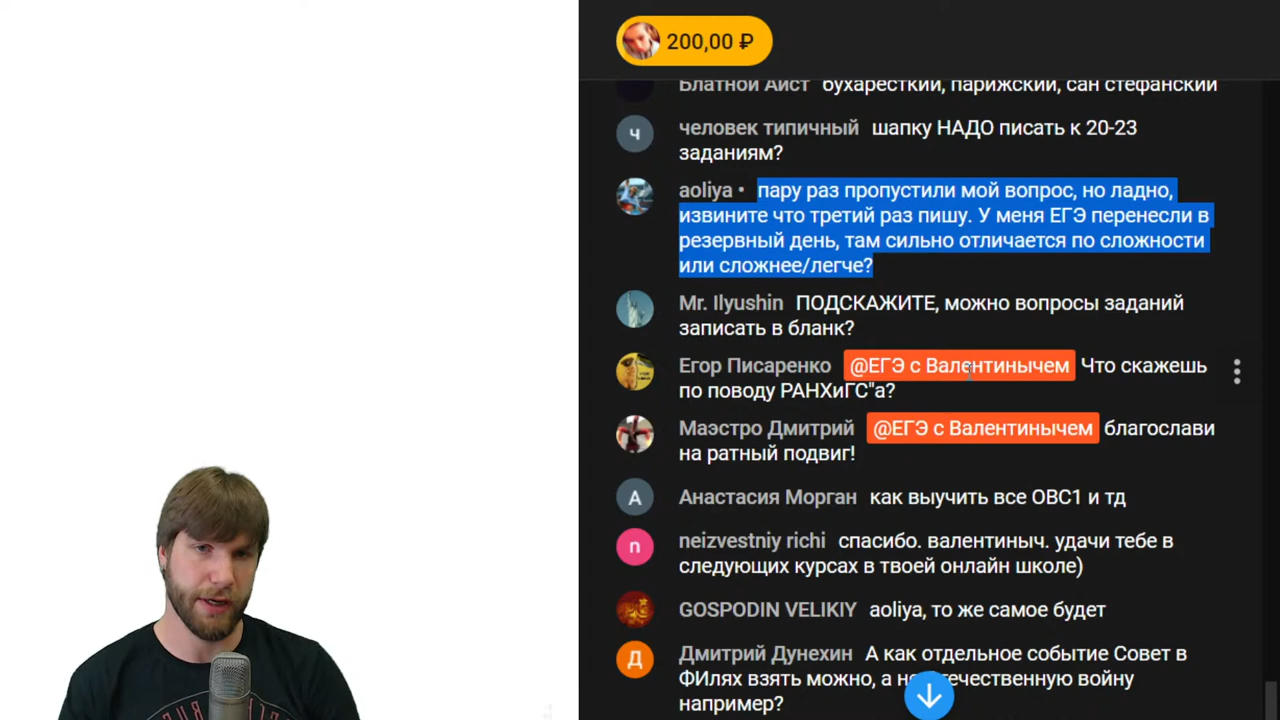 200,00 ₽
Блатной Аист бухаресткий, парижский, сан стефанский
ч
человек типичный шапку НАДО писать к 20-23
заданиям?
aoliya • пару раз пропустили мой вопрос, но ладно,
извините что третий раз пишу. У меня ЕГЭ перенесли в
резервный день, там сильно отличается по сложности
или сложнее/легче?
Mr. Ilyushin ПОДСКАЖИТЕ, можно вопросы заданий
записать в бланк?
Егор Писаренко @ЕГЭ с Валентинычем Что скажешь
по поводу РАНХиГС"а?
Маэстро Дмитрий @ЕГЭ с Валентинычем благослави
на ратный подвиг!
А
Анастасия Морган как выучить все ОВС1 и тд
n
neizvestniy richi спасибо. валентиныч. удачи тебе в
следующих курсах в твоей онлайн школе)
GOSPODIN VELIKIY aoliya, то же самое будет
Д
Дмитрий Дунехин А как отдельное событие Совет в
ФИлях взять можно, а не отечественную войну
например?